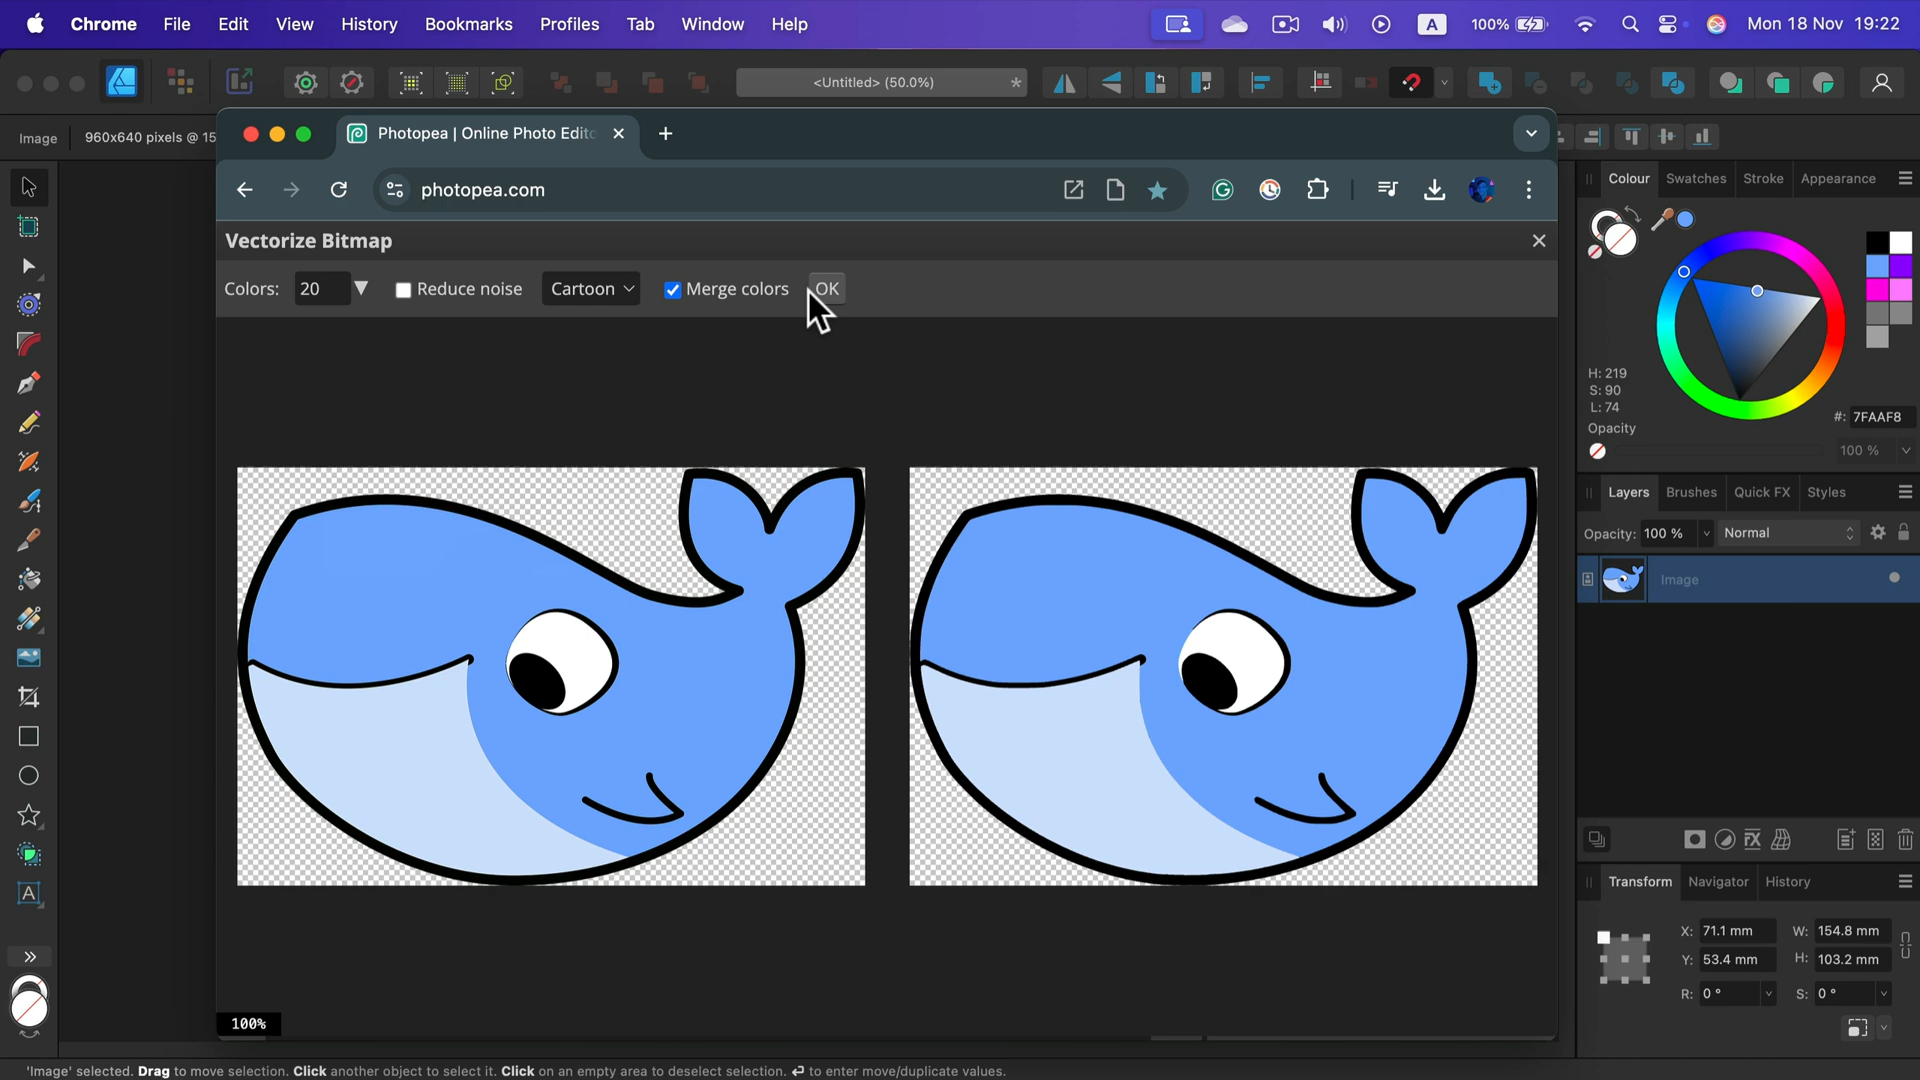 Chrome File Edit View History Bookmarks Profiles Tab Window Help A 100% Mon 18 Nov 19:22
<Untitled> (50.0%) *
Image 960x640 pixels @ 15
Photopea | Online Photo Edito
photopea.com
Vectorize Bitmap
Colors: 20 Reduce noise Cartoon Merge colors OK
100%
Colour Swatches Stroke Appearance
H: 219
S: 90
L: 74
#: 7FAAF8
Opacity
100 %
Layers Brushes Quick FX Styles
Opacity: 100 % Normal
Image
FX
Transform Navigator History
X: 71.1 mm W: 154.8 mm
Y: 53.4 mm H: 103.2 mm
R: 0 ° S: 0 °
A
'Image' selected. Drag to move selection. Click another object to select it. Click on an empty area to deselect selection. ↵ to enter move/duplicate values.